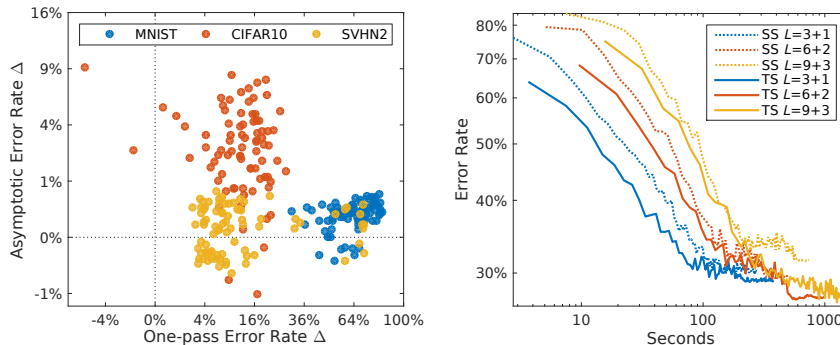 16%
9%
4%
1%
0%
-1%
Asymptotic Error Rate Δ
MNIST CIFAR10 SVHN2
-4% 0% 4% 16% 36% 64% 100%
One-pass Error Rate Δ
80%
70%
60%
50%
40%
30%
Error Rate
SS L=3+1
SS L=6+2
SS L=9+3
TS L=3+1
TS L=6+2
TS L=9+3
10 100 1000
Seconds